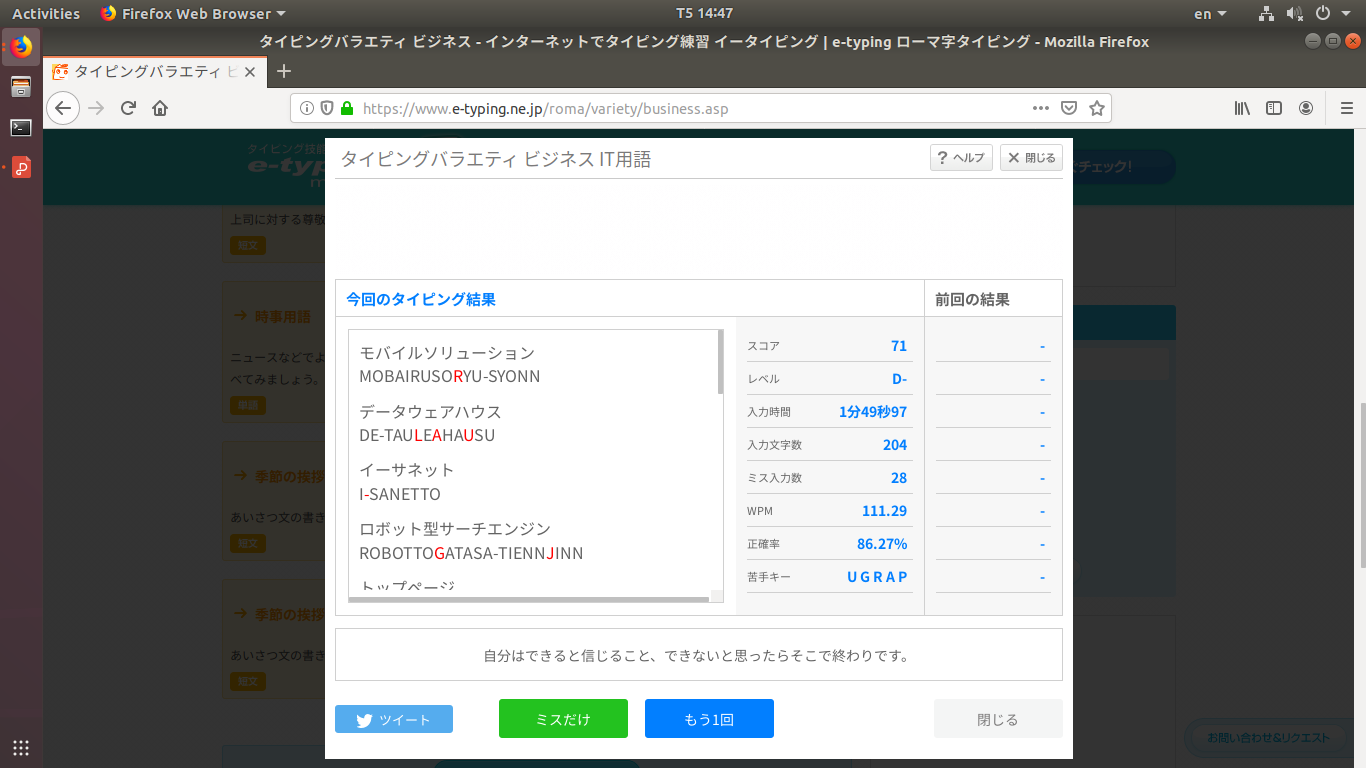 Activities
Firefox Web Browser
T5 14:47
en
タイピングバラエティ ビジネス - インターネットでタイピング練習 イータイピング | e-typing ローマ字タイピング - Mozilla Firefox
タイピングバラエティ ビ
https://www.e-typing.ne.jp/roma/variety/business.asp
タイピング技能
e-typ
m
チェック!
タイピングバラエティ ビジネス IT用語
? ヘルプ
閉じる
上司に対する尊敬
短文
時事用語
ニュースなどでよ
べてみましょう。
単語
季節の挨拶
あいさつ文の書き
短文
季節の挨拶
あいさつ文の書き
短文
今回のタイピング結果
前回の結果
モバイルソリューション
MOBAIRUSORYU-SYONN
データウェアハウス
DE-TAULEAHAUSU
イーサネット
I-SANETTO
ロボット型サーチエンジン
ROBOTTOGATASA-TIENNJINN
トップページ
スコア 71 -
レベル D- -
入力時間 1分49秒97 -
入力文字数 204 -
ミス入力数 28 -
WPM 111.29 -
正確率 86.27% -
苦手キー U G R A P -
自分はできると信じること、できないと思ったらそこで終わりです。
ツイート
ミスだけ
もう1回
閉じる
お問い合わせ&リクエスト